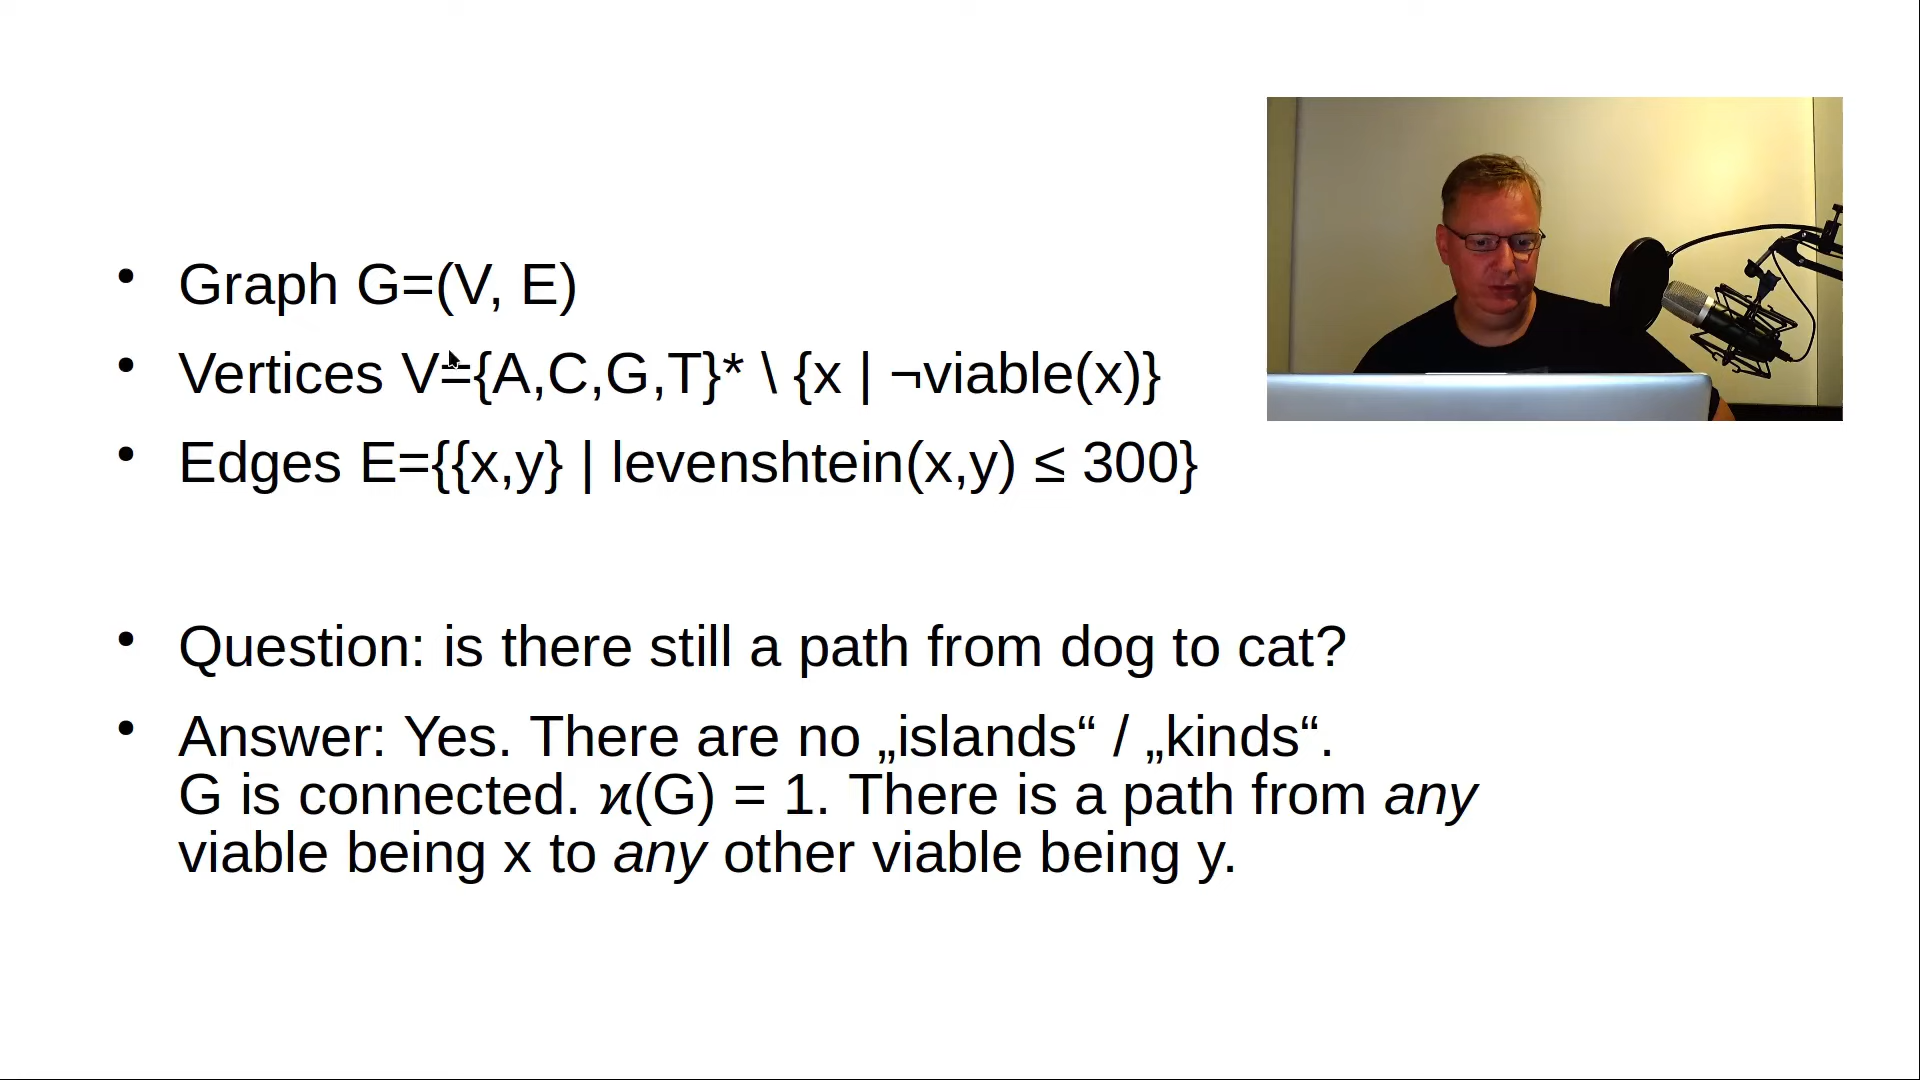 Graph G=(V, E)
Vertices V={A,C,G,T}* \ {x | ¬viable(x)}
Edges E={{x,y} | levenshtein(x,y) ≤ 300}
Question: is there still a path from dog to cat?
Answer: Yes. There are no „islands“ / „kinds“.
G is connected. ϰ(G) = 1. There is a path from any
viable being x to any other viable being y.